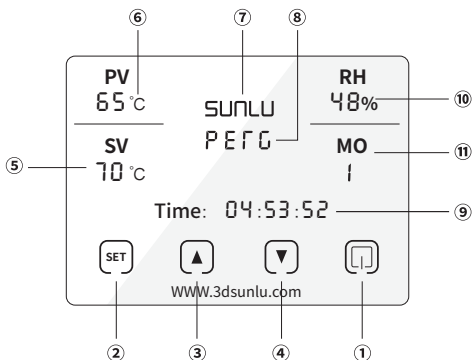 ⑥ ⑦ ⑧
PV
65°C
SUNLU
PETG
RH
48%
⑩
⑤
SV
70°C
MO
1
⑪
Time: 04:53:52
⑨
SET
▲
▼
WWW.3dsunlu.com
② ③ ④ ①